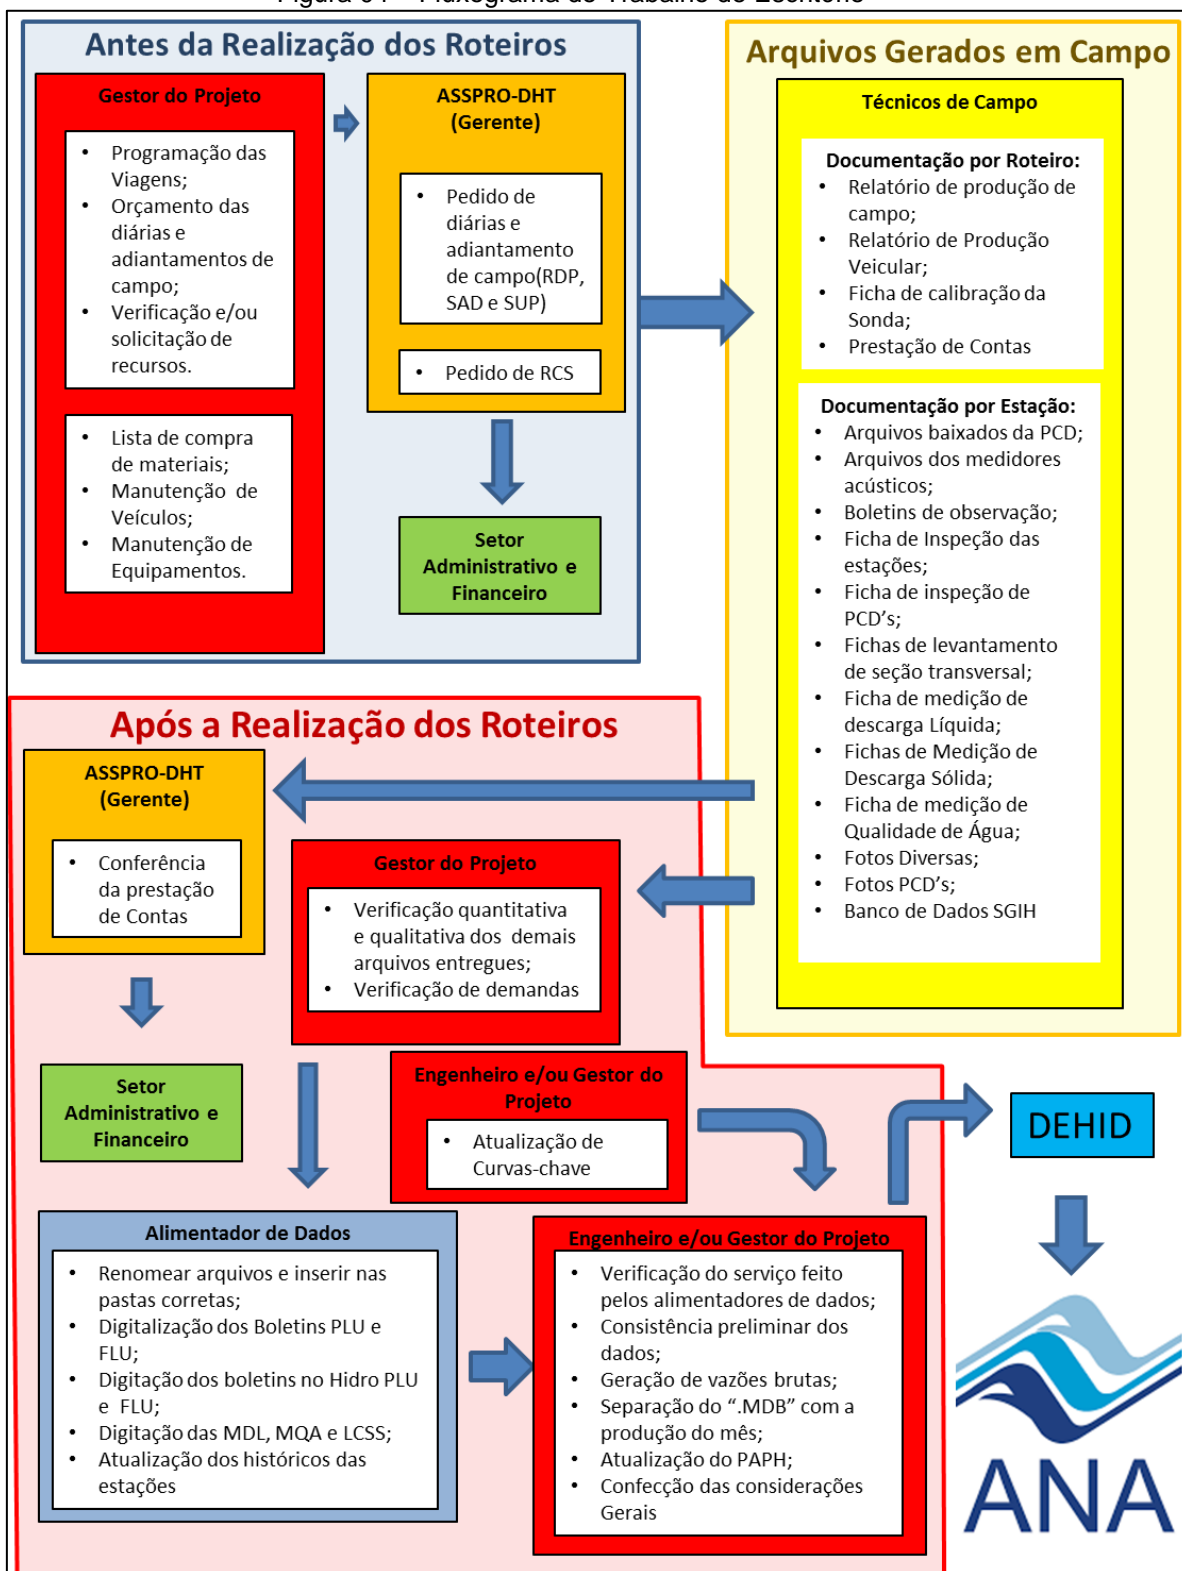 Figura 01 – Fluxograma de Trabalho de Escritório
Antes da Realização dos Roteiros
Gestor do Projeto
• Programação das
Viagens;
• Orçamento das
diárias e
adiantamentos de
campo;
• Verificação e/ou
solicitação de
recursos.
• Lista de compra
de materiais;
• Manutenção de
Veículos;
• Manutenção de
Equipamentos.
ASSPRO-DHT
(Gerente)
• Pedido de
diárias e
adiantamento
de campo(RDP,
SAD e SUP)
• Pedido de RCS
Setor
Administrativo e
Financeiro
Arquivos Gerados em Campo
Técnicos de Campo
Documentação por Roteiro:
• Relatório de produção de
campo;
• Relatório de Produção
Veicular;
• Ficha de calibração da
Sonda;
• Prestação de Contas
Documentação por Estação:
• Arquivos baixados da PCD;
• Arquivos dos medidores
acústicos;
• Boletins de observação;
• Ficha de Inspeção das
estações;
• Ficha de inspeção de
PCD’s;
• Fichas de levantamento
de seção transversal;
• Ficha de medição de
descarga Líquida;
• Fichas de Medição de
Descarga Sólida;
• Ficha de medição de
Qualidade de Água;
• Fotos Diversas;
• Fotos PCD’s;
• Banco de Dados SGIH
Após a Realização dos Roteiros
ASSPRO-DHT
(Gerente)
• Conferência
da prestação
de Contas
Setor
Administrativo e
Financeiro
Gestor do Projeto
• Verificação quantitativa
e qualitativa dos demais
arquivos entregues;
• Verificação de demandas
Engenheiro e/ou Gestor do
Projeto
• Atualização de
Curvas-chave
Alimentador de Dados
• Renomear arquivos e inserir nas
pastas corretas;
• Digitalização dos Boletins PLU e
FLU;
• Digitação dos boletins no Hidro PLU
e FLU;
• Digitação das MDL, MQA e LCSS;
• Atualização dos históricos das
estações
Engenheiro e/ou Gestor do Projeto
• Verificação do serviço feito
pelos alimentadores de dados;
• Consistência preliminar dos
dados;
• Geração de vazões brutas;
• Separação do “.MDB” com a
produção do mês;
• Atualização do PAPH;
• Confecção das considerações
Gerais
DEHID
ANA